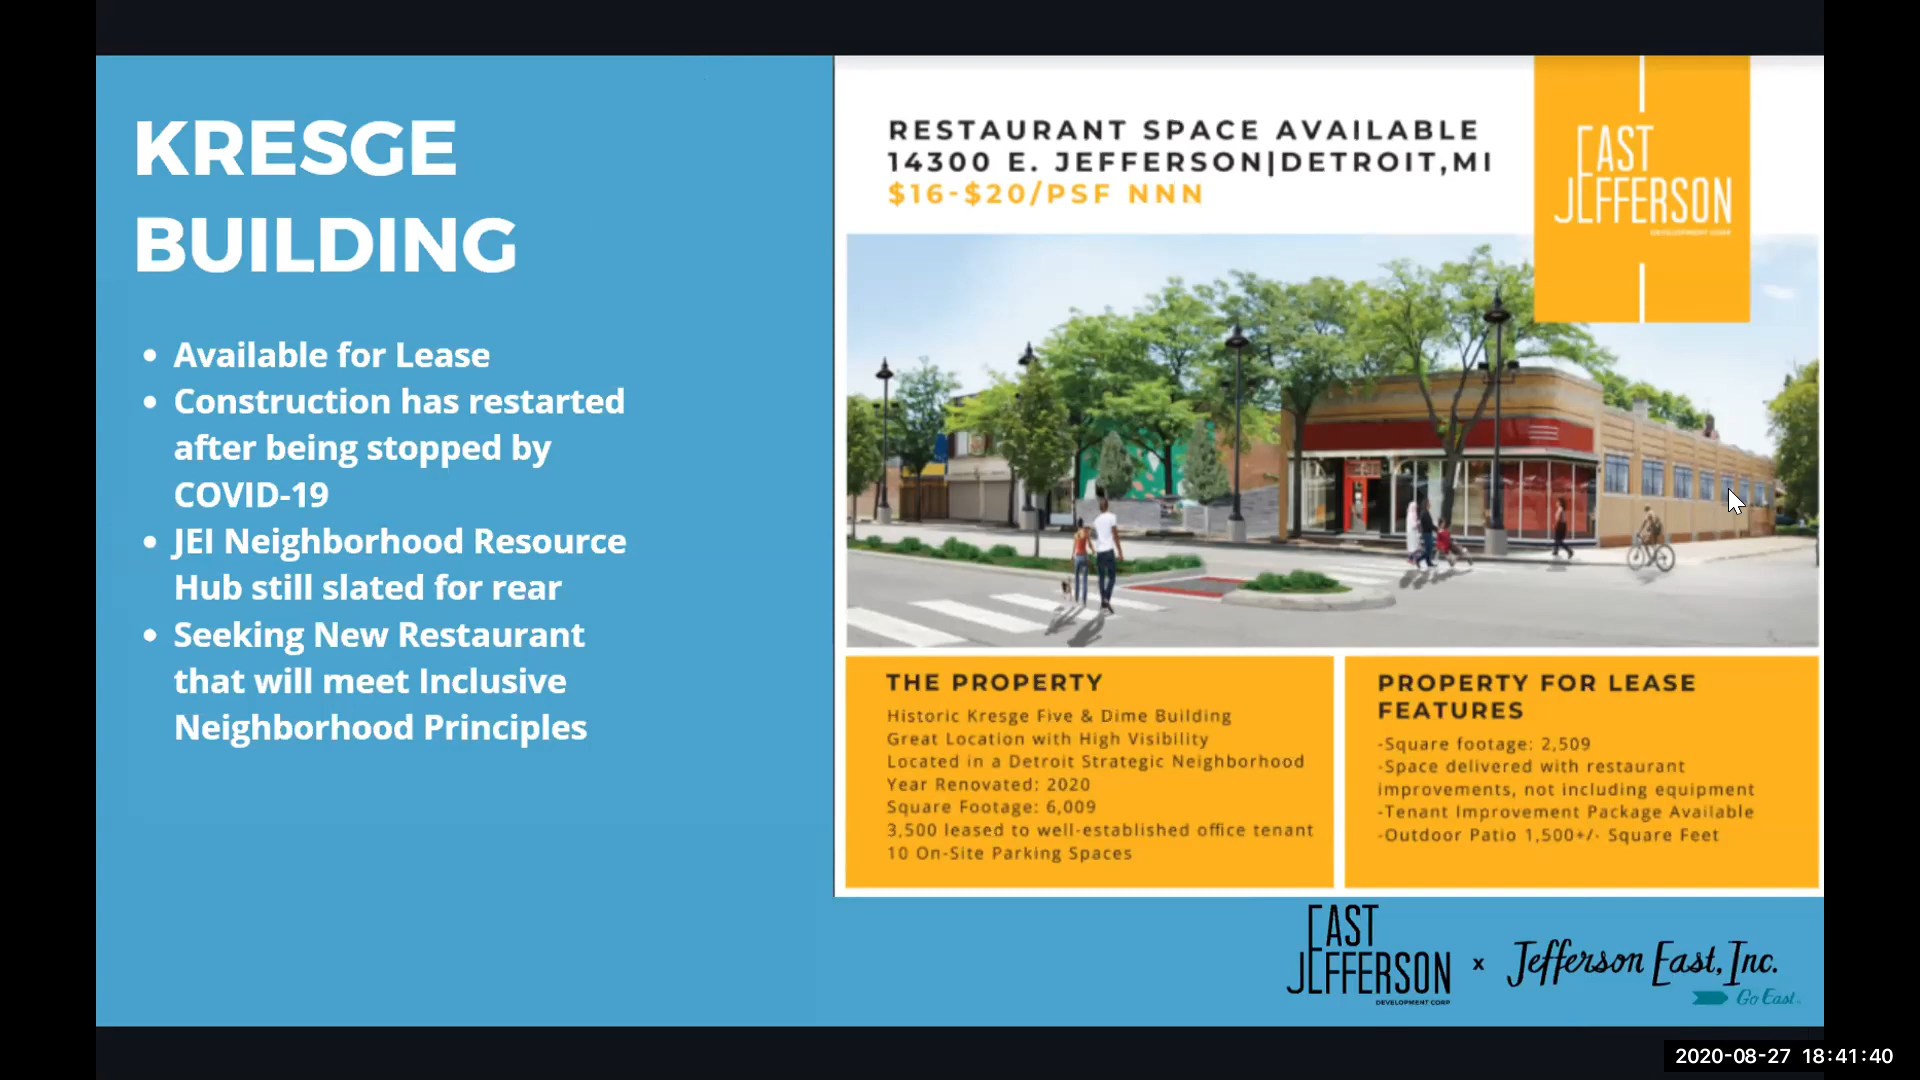 KRESGE
BUILDING
• Available for Lease
• Construction has restarted
after being stopped by
COVID-19
• JEI Neighborhood Resource
Hub still slated for rear
• Seeking New Restaurant
that will meet Inclusive
Neighborhood Principles
RESTAURANT SPACE AVAILABLE
14300 E. JEFFERSON|DETROIT,MI
$16-$20/PSF NNN
EAST
JEFFERSON
DEVELOPMENT CORP
THE PROPERTY
Historic Kresge Five & Dime Building
Great Location with High Visibility
Located in a Detroit Strategic Neighborhood
Year Renovated: 2020
Square Footage: 6,009
3,500 leased to well-established office tenant
10 On-Site Parking Spaces
PROPERTY FOR LEASE
FEATURES
-Square footage: 2,509
-Space delivered with restaurant
improvements, not including equipment
-Tenant Improvement Package Available
-Outdoor Patio 1,500+/- Square Feet
EAST
JEFFERSON
DEVELOPMENT CORP
x
Jefferson East, Inc.
Go East
2020-08-27 18:41:40